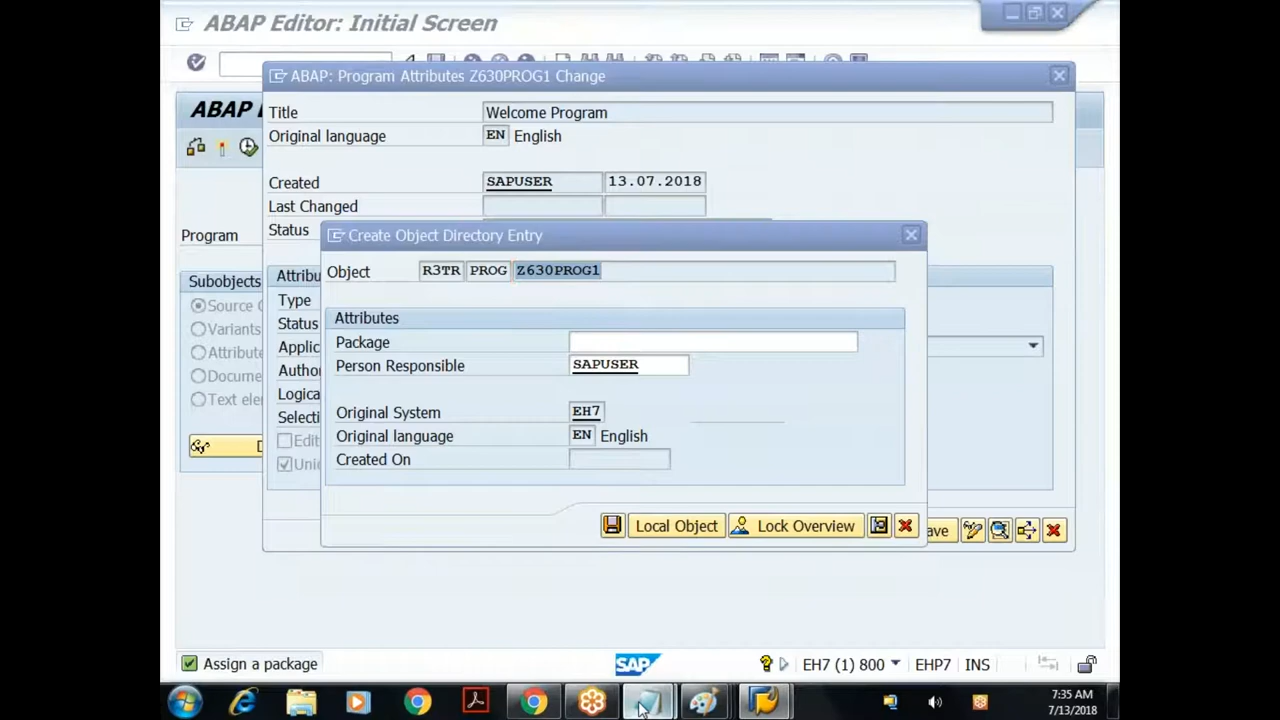 ABAP Editor: Initial Screen
ABAP: Program Attributes Z630PROG1 Change
ABAP E
Title Welcome Program
Original language EN English
Created SAPUSER 13.07.2018
Last Changed
Program
Status
Create Object Directory Entry
Object R3TR PROG Z630PROG1
Subobjects
Attribu
Source C
Type
Variants
Status
Attribute
Applic
Docume
Autho
Text ele
Logica
Selecti
Edit
Unic
D
Attributes
Package
Person Responsible SAPUSER
Original System EH7
Original language EN English
Created On
Local Object Lock Overview
ave
Assign a package
SAP
EH7 (1) 800 EHP7 INS
7:35 AM
7/13/2018